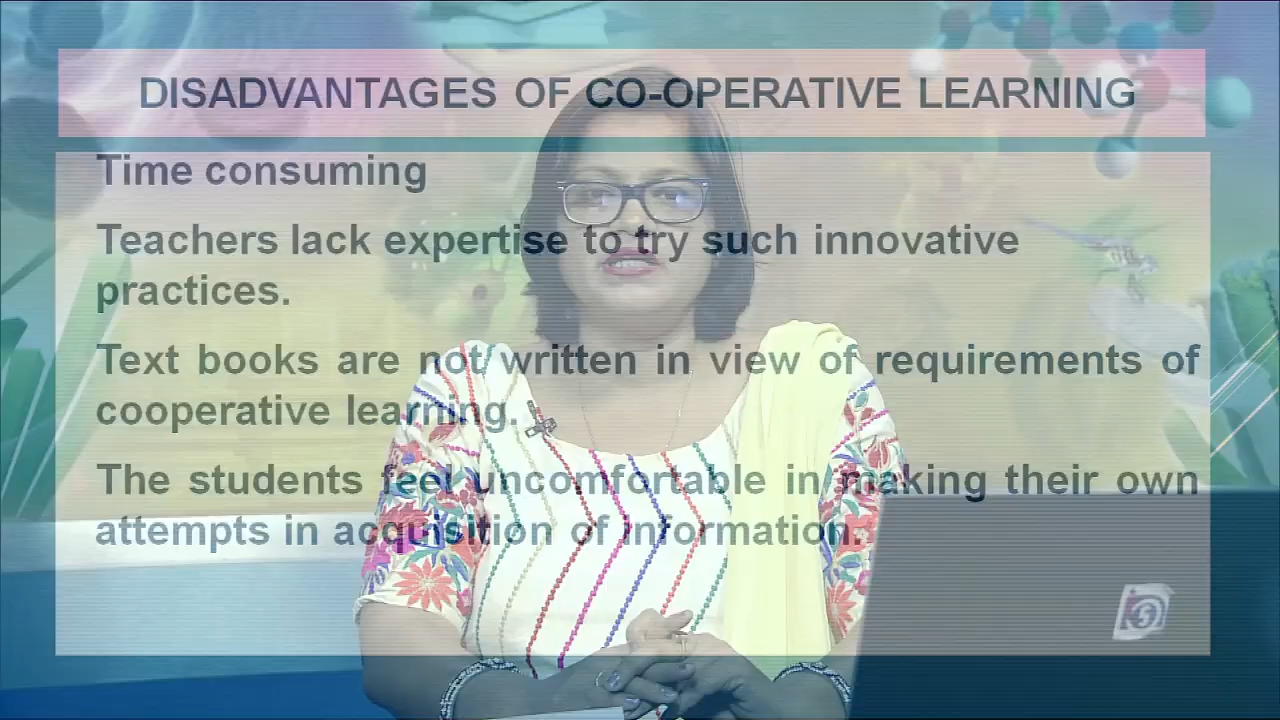 DISADVANTAGES OF CO-OPERATIVE LEARNING
Time consuming
Teachers lack expertise to try such innovative
practices.
Text books are not written in view of requirements of
cooperative learning.
The students feel uncomfortable in making their own
attempts in acquisition of information.